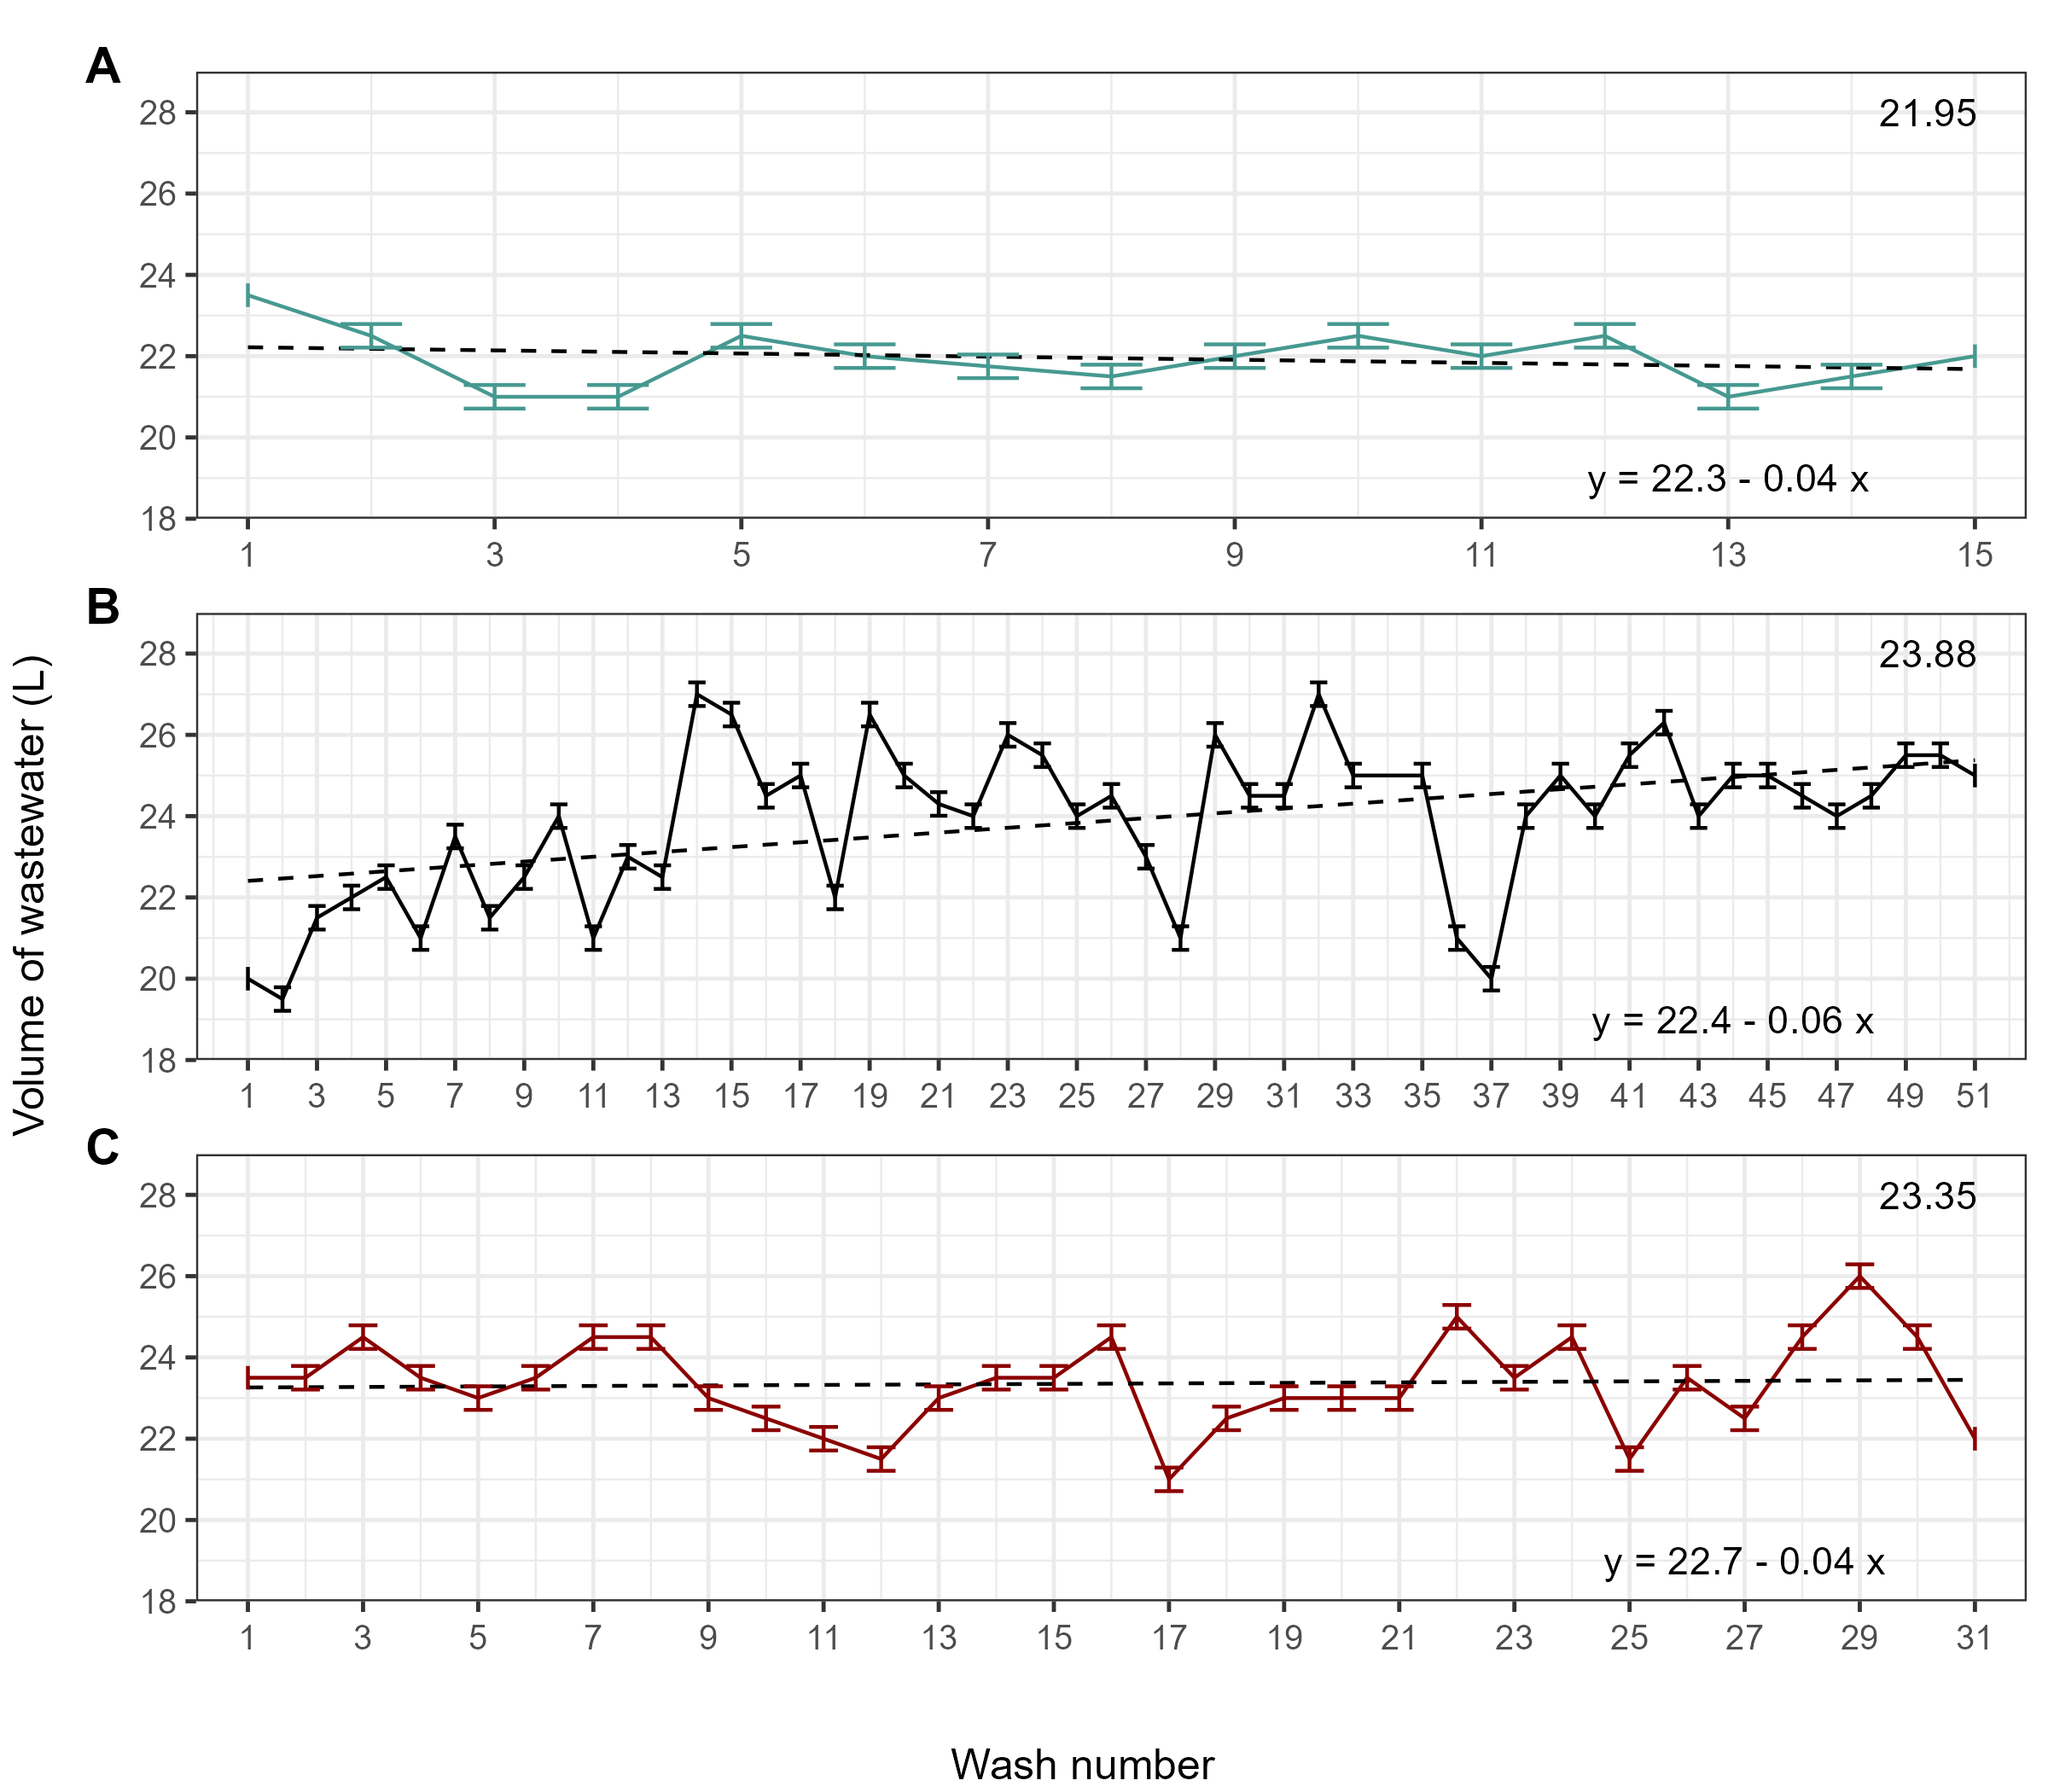 A
28
26
24
22
20
18
21.95
y = 22.3 - 0.04 x
1 3 5 7 9 11 13 15
B
28
26
24
22
20
18
23.88
y = 22.4 - 0.06 x
1 3 5 7 9 11 13 15 17 19 21 23 25 27 29 31 33 35 37 39 41 43 45 47 49 51
Volume of wastewater (L)
C
28
26
24
22
20
18
23.35
y = 22.7 - 0.04 x
1 3 5 7 9 11 13 15 17 19 21 23 25 27 29 31
Wash number